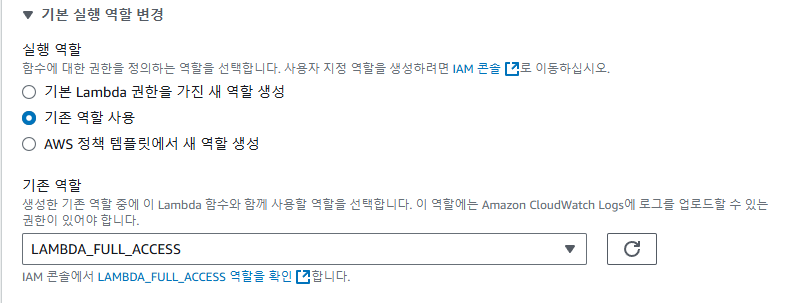 기본 실행 역할 변경
실행 역할
함수에 대한 권한을 정의하는 역할을 선택합니다. 사용자 지정 역할을 생성하려면 IAM 콘솔로 이동하십시오.
기본 Lambda 권한을 가진 새 역할 생성
기존 역할 사용
AWS 정책 템플릿에서 새 역할 생성
기존 역할
생성한 기존 역할 중에 이 Lambda 함수와 함께 사용할 역할을 선택합니다. 이 역할에는 Amazon CloudWatch Logs에 로그를 업로드할 수 있는
권한이 있어야 합니다.
LAMBDA_FULL_ACCESS
IAM 콘솔에서 LAMBDA_FULL_ACCESS 역할을 확인합니다.